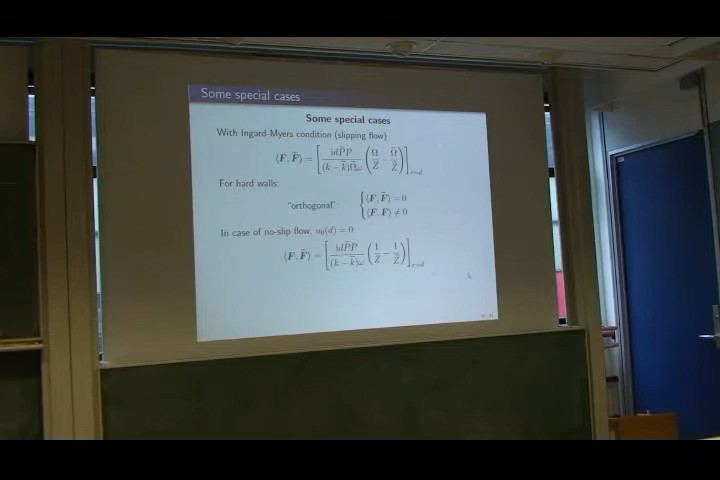 Some special cases
Some special cases
With Ingard-Myers condition (slipping flow)
⟨F, F̃⟩ = [ idP̃P / (k − k̃)Ω̃ω ( Ω/Z − Ω̃/Z̃ ) ]_{r=d}
For hard walls:
"orthogonal": { ⟨F, F̃⟩ = 0
⟨F, F⟩ ≠ 0
In case of no-slip flow, u₀(d) = 0:
⟨F, F̃⟩ = [ idP̃P / (k − k̃)ω ( 1/Z − 1/Z̃ ) ]_{r=d}